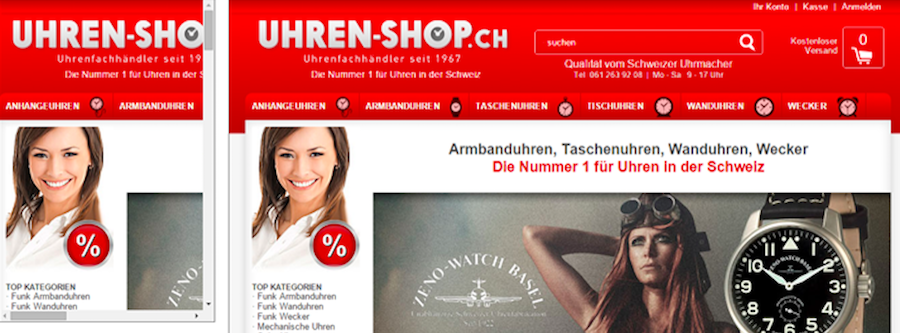 UHREN-SHO
Uhrenfachhändler seit 19
Die Nummer 1 für Uhren in de
ANHANGEUHREN ARMBANDUHREN
%
TOP KATEGORIEN
· Funk Armbanduhren
· Funk Wanduhren
Ihr Konto | Kasse | Anmelden
UHREN-SHOP.CH
Uhrenfachhändler seit 1967
Die Nummer 1 für Uhren in der Schweiz
suchen
Qualität vom Schweizer Uhrmacher
Tel 061 263 92 08 | Mo - Sa 9 - 17 Uhr
Kostenloser
Versand
0
ANHANGEUHREN ARMBANDUHREN TASCHENUHREN TISCHUHREN WANDUHREN WECKER
Armbanduhren, Taschenuhren, Wanduhren, Wecker
Die Nummer 1 für Uhren in der Schweiz
%
TOP KATEGORIEN
· Funk Armbanduhren
· Funk Wanduhren
· Funk Wecker
· Mechanische Uhren
ZENO-WATCH BASEL
ZENO-WATCH BASEL